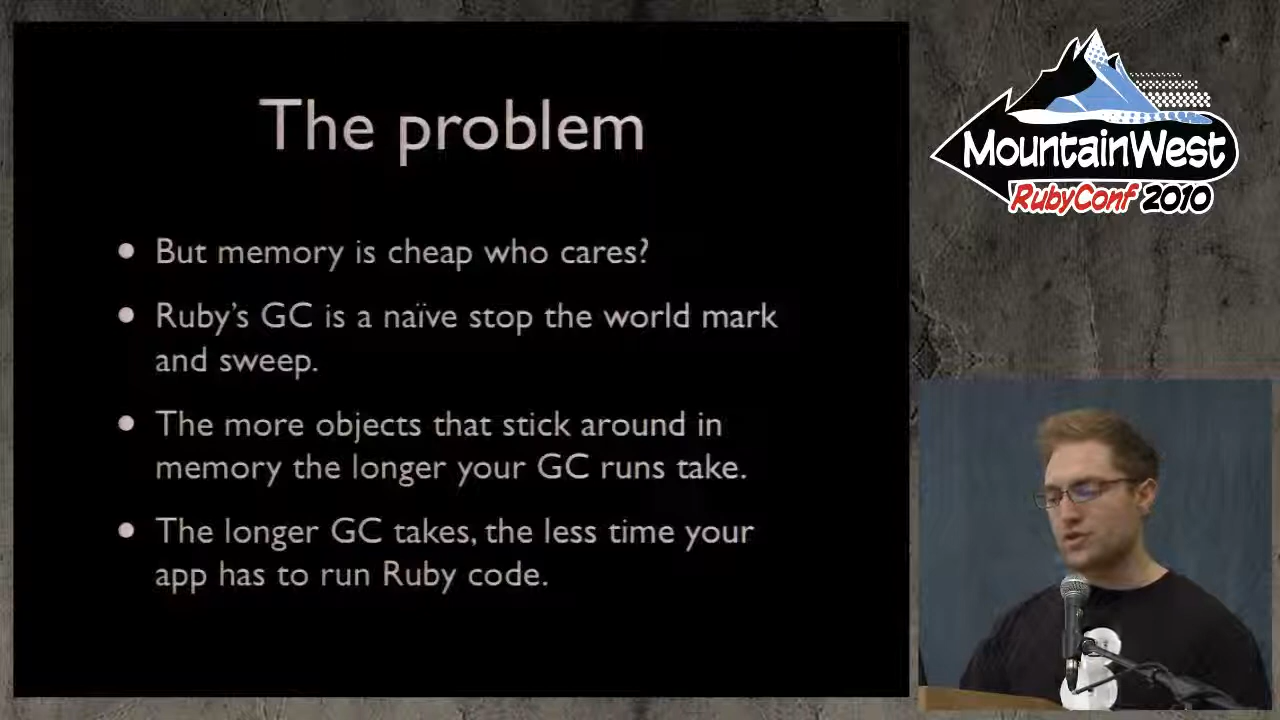 The problem
• But memory is cheap who cares?
• Ruby's GC is a naïve stop the world mark
and sweep.
• The more objects that stick around in
memory the longer your GC runs take.
• The longer GC takes, the less time your
app has to run Ruby code.
MountainWest
RubyConf 2010